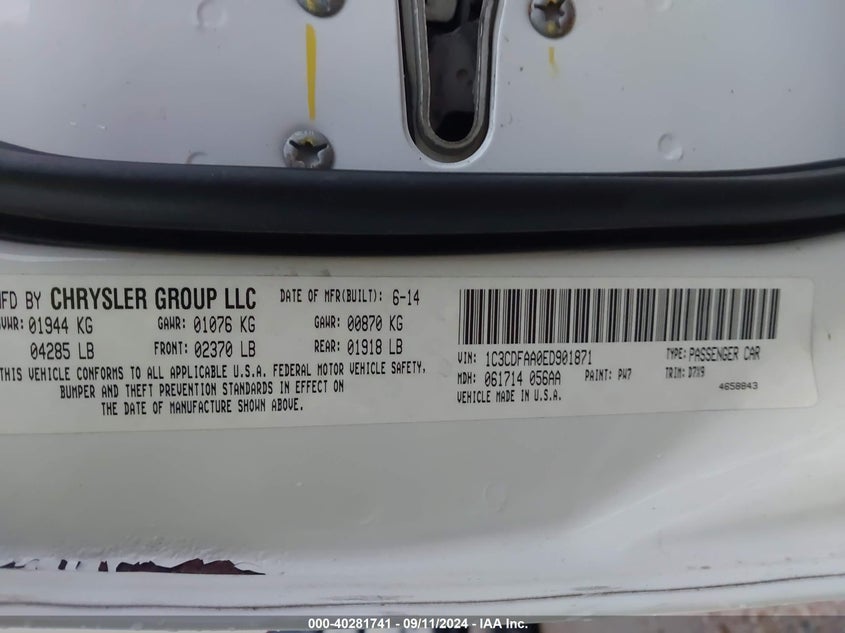 MFD BY CHRYSLER GROUP LLC DATE OF MFR(BUILT): 6-14
GVWR: 01944 KG GAWR: 01076 KG GAWR: 00870 KG
04285 LB FRONT: 02370 LB REAR: 01918 LB
THIS VEHICLE CONFORMS TO ALL APPLICABLE U.S.A. FEDERAL MOTOR VEHICLE SAFETY,
BUMPER AND THEFT PREVENTION STANDARDS IN EFFECT ON
THE DATE OF MANUFACTURE SHOWN ABOVE.
VIN: 1C3CDFAA0ED901871 TYPE: PASSENGER CAR
MDH: 061714 056AA PAINT: PW7 TRIM: D7X9
VEHICLE MADE IN U.S.A. 4658843
000-40281741 - 09/11/2024 - IAA Inc.